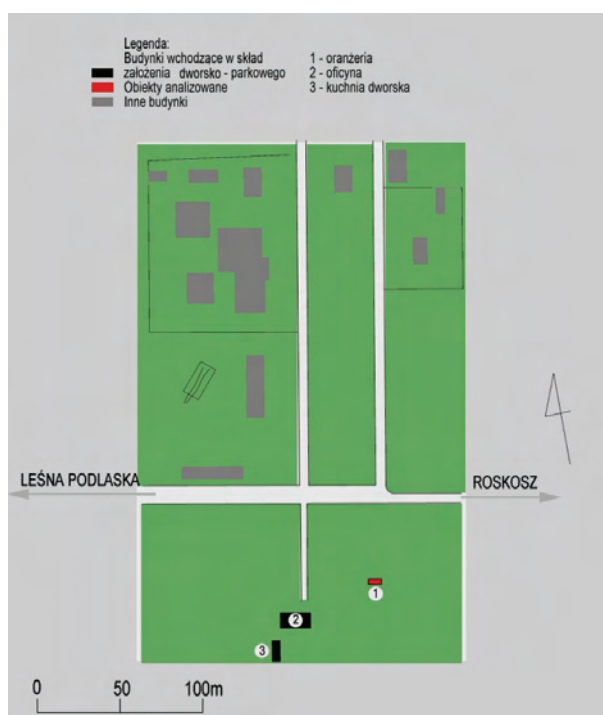 Legenda:
Budynki wchodzące w skład
założenia dworsko - parkowego
Obiekty analizowane
Inne budynki
1 - oranżeria
2 - oficyna
3 - kuchnia dworska
LEŚNA PODLASKA
ROSKOSZ
1
2
3
0 50 100m